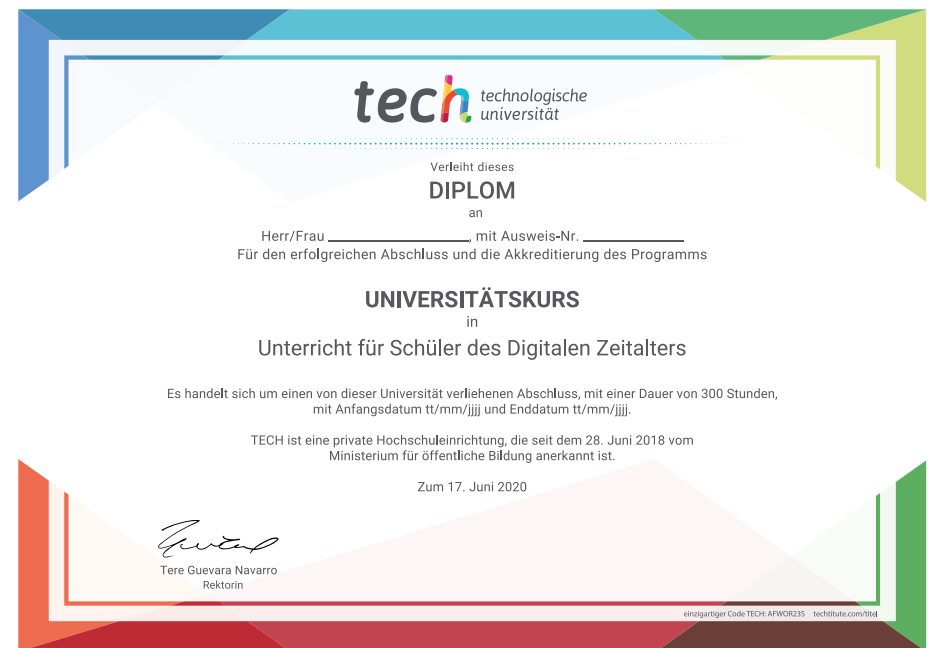 tech technologische
universität
Verleiht dieses
DIPLOM
an
Herr/Frau ____________________, mit Ausweis-Nr. ______________
Für den erfolgreichen Abschluss und die Akkreditierung des Programms
UNIVERSITÄTSKURS
in
Unterricht für Schüler des Digitalen Zeitalters
Es handelt sich um einen von dieser Universität verliehenen Abschluss, mit einer Dauer von 300 Stunden,
mit Anfangsdatum tt/mm/jjjj und Enddatum tt/mm/jjjj.
TECH ist eine private Hochschuleinrichtung, die seit dem 28. Juni 2018 vom
Ministerium für öffentliche Bildung anerkannt ist.
Zum 17. Juni 2020
Tere Guevara Navarro
Rektorin
einzigartiger Code TECH: AFWOR23S techtitute.com/titel